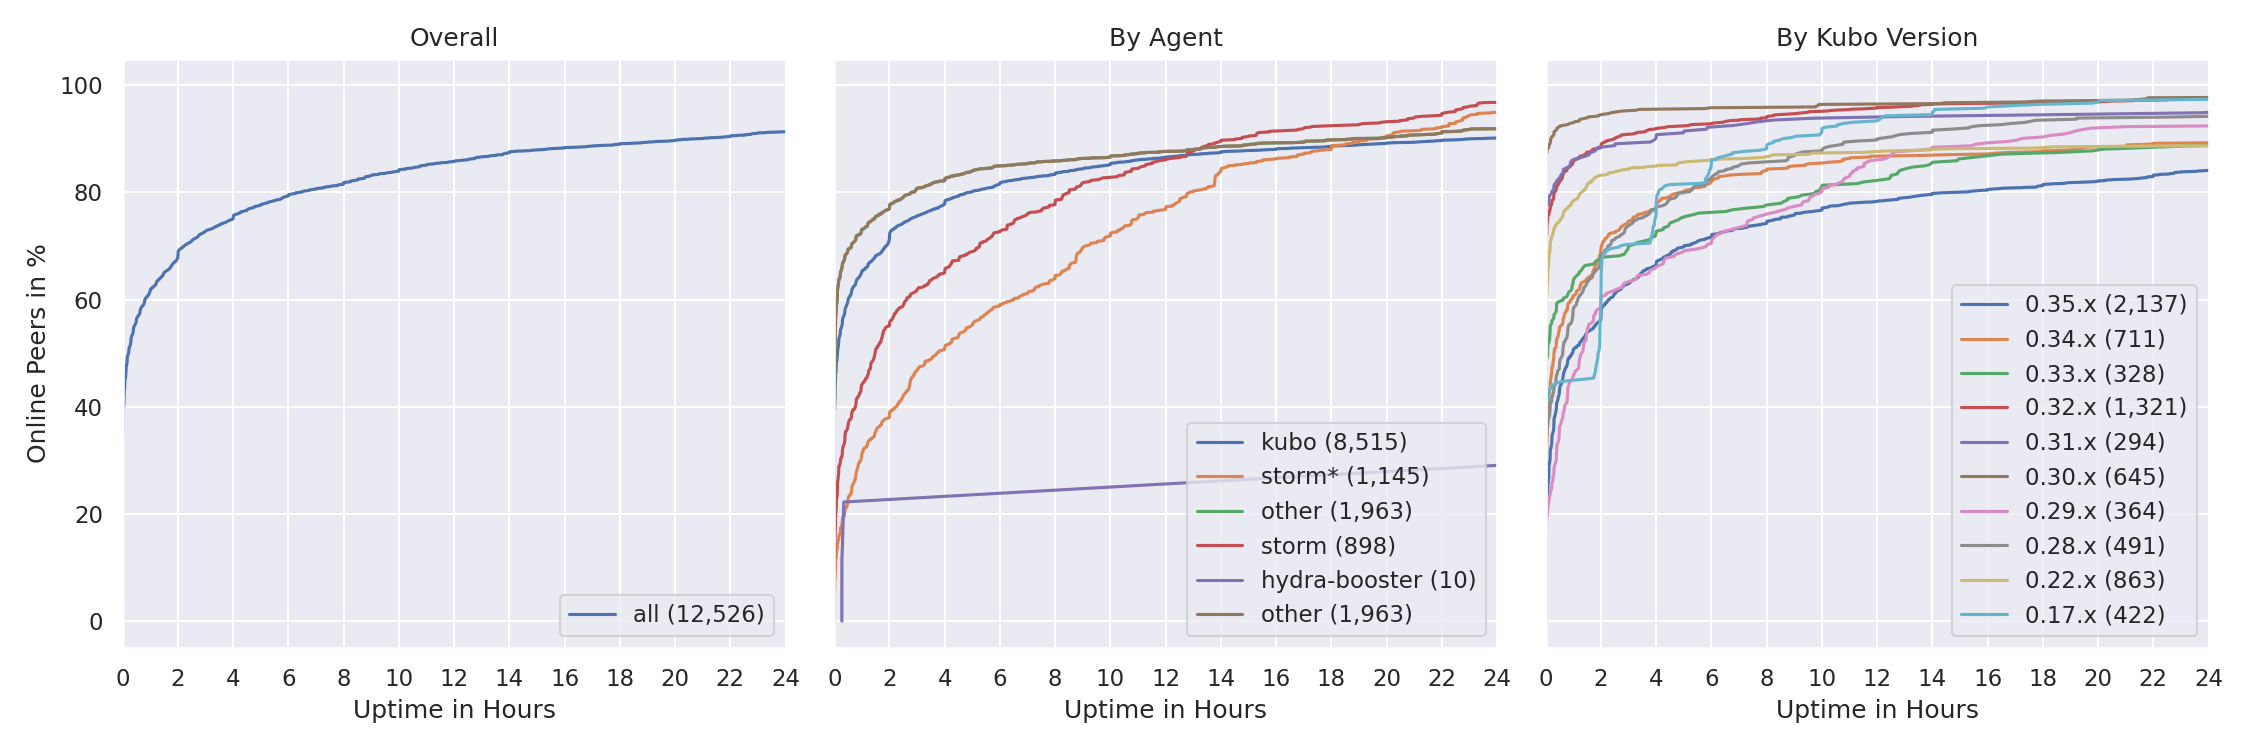 Overall
By Agent
By Kubo Version
Online Peers in %
100
80
60
40
20
0
all (12,526)
0 2 4 6 8 10 12 14 16 18 20 22 24
Uptime in Hours
kubo (8,515)
storm* (1,145)
other (1,963)
storm (898)
hydra-booster (10)
other (1,963)
0 2 4 6 8 10 12 14 16 18 20 22 24
Uptime in Hours
0.35.x (2,137)
0.34.x (711)
0.33.x (328)
0.32.x (1,321)
0.31.x (294)
0.30.x (645)
0.29.x (364)
0.28.x (491)
0.22.x (863)
0.17.x (422)
0 2 4 6 8 10 12 14 16 18 20 22 24
Uptime in Hours